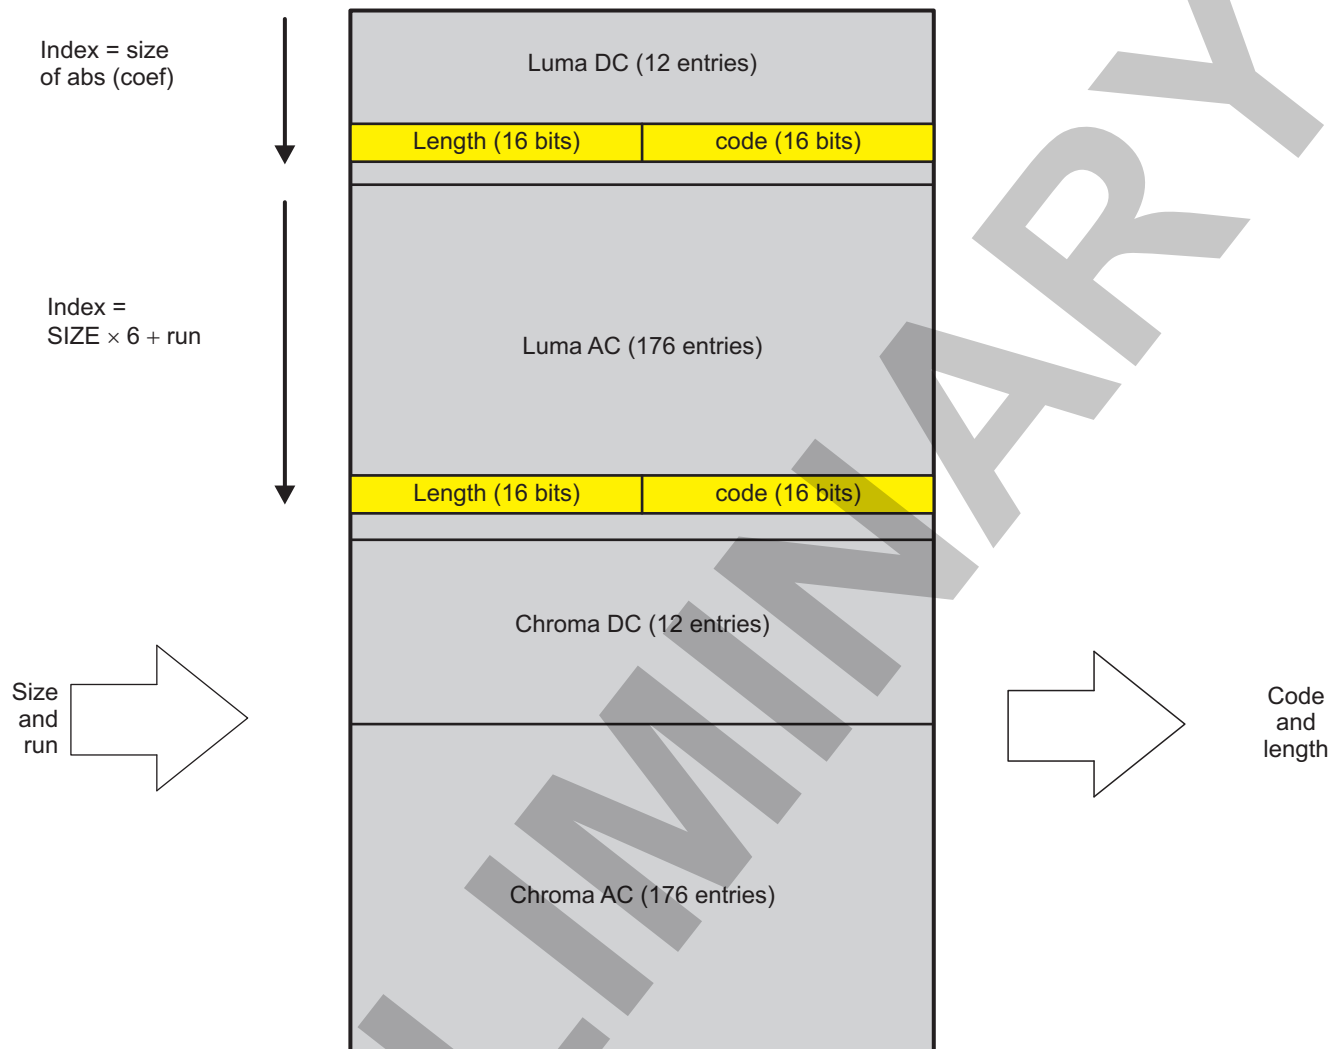 Index = size
of abs (coef)
Luma DC (12 entries)
Length (16 bits) code (16 bits)
Index =
SIZE × 6 + run
Luma AC (176 entries)
Length (16 bits) code (16 bits)
Chroma DC (12 entries)
Size
and
run
Code
and
length
Chroma AC (176 entries)
LIMINARY